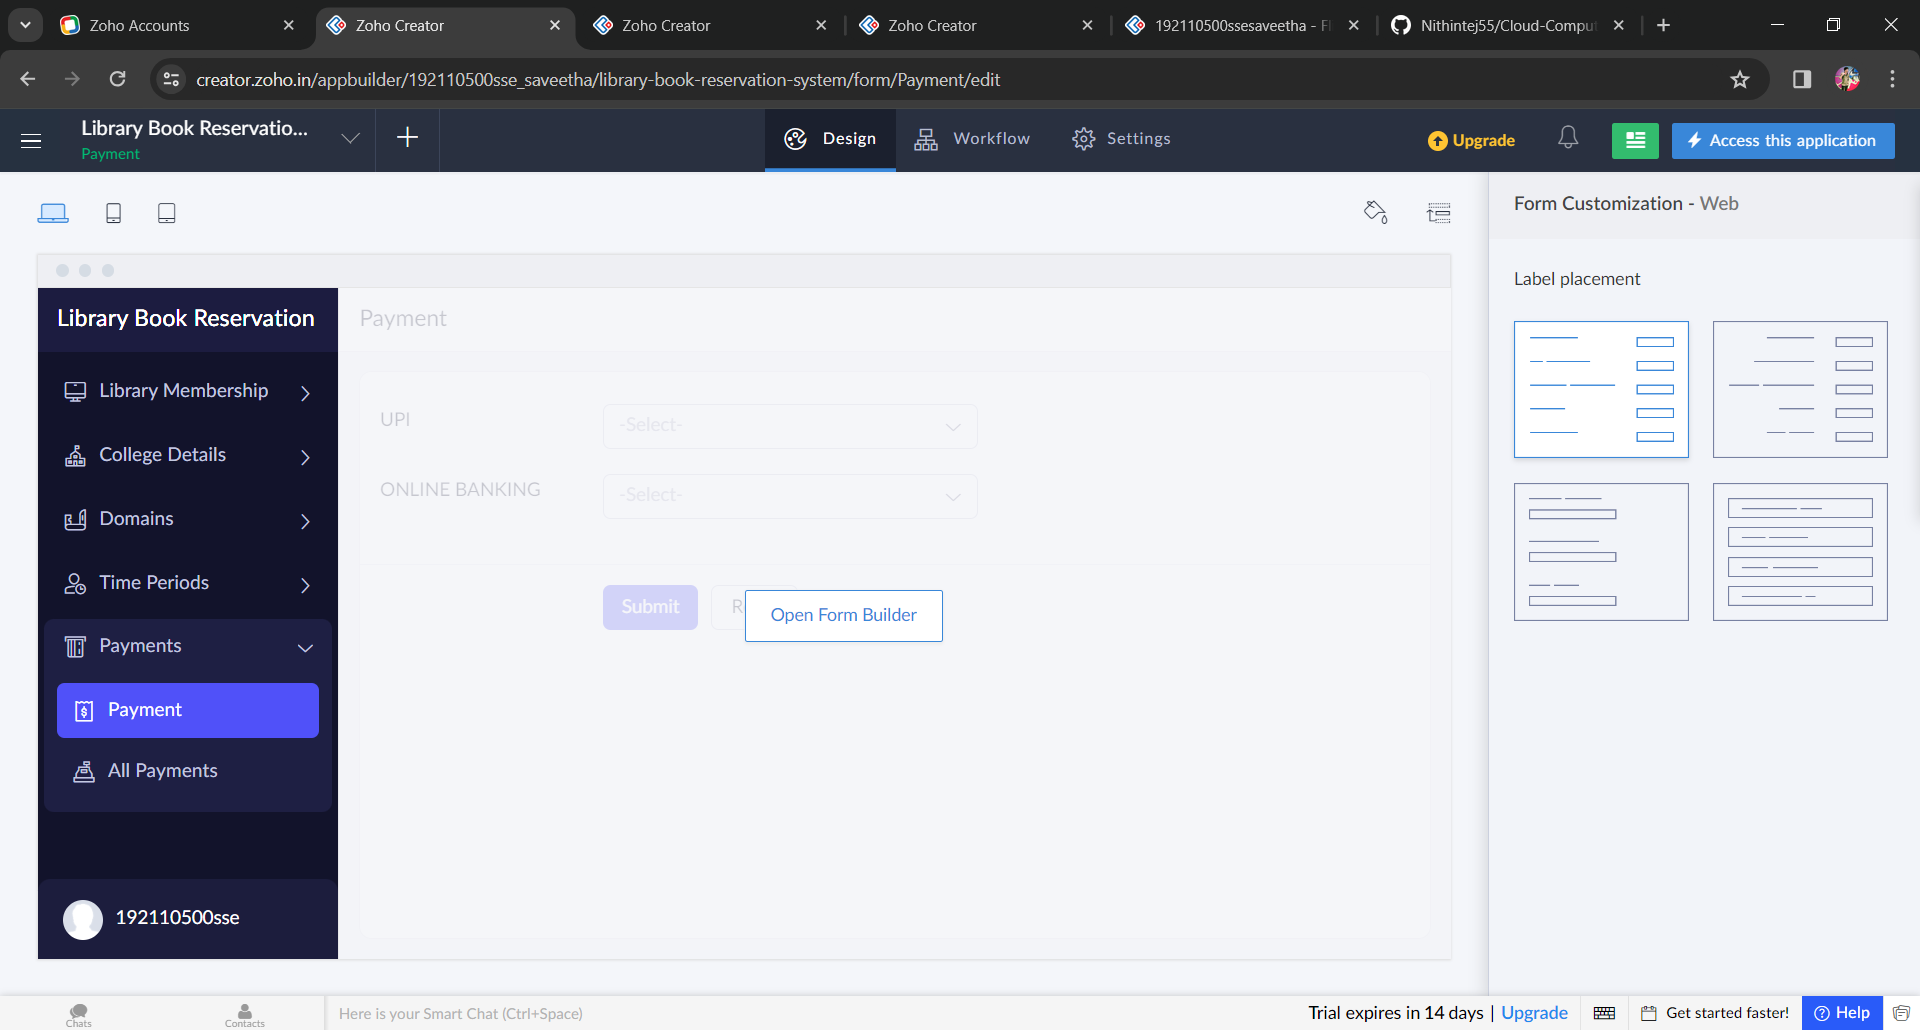 Zoho Accounts
Zoho Creator
Zoho Creator
Zoho Creator
192110500ssesaveetha - Fl
Nithintej55/Cloud-Compu
creator.zoho.in/appbuilder/192110500sse_saveetha/library-book-reservation-system/form/Payment/edit
Library Book Reservatio...
Payment
Design
Workflow
Settings
Upgrade
Access this application
Form Customization - Web
Label placement
Library Book Reservation
Library Membership
College Details
Domains
Time Periods
Payments
Payment
All Payments
192110500sse
Payment
UPI
-Select-
ONLINE BANKING
-Select-
Submit
R
Open Form Builder
Chats
Contacts
Here is your Smart Chat (Ctrl+Space)
Trial expires in 14 days | Upgrade
Get started faster!
Help